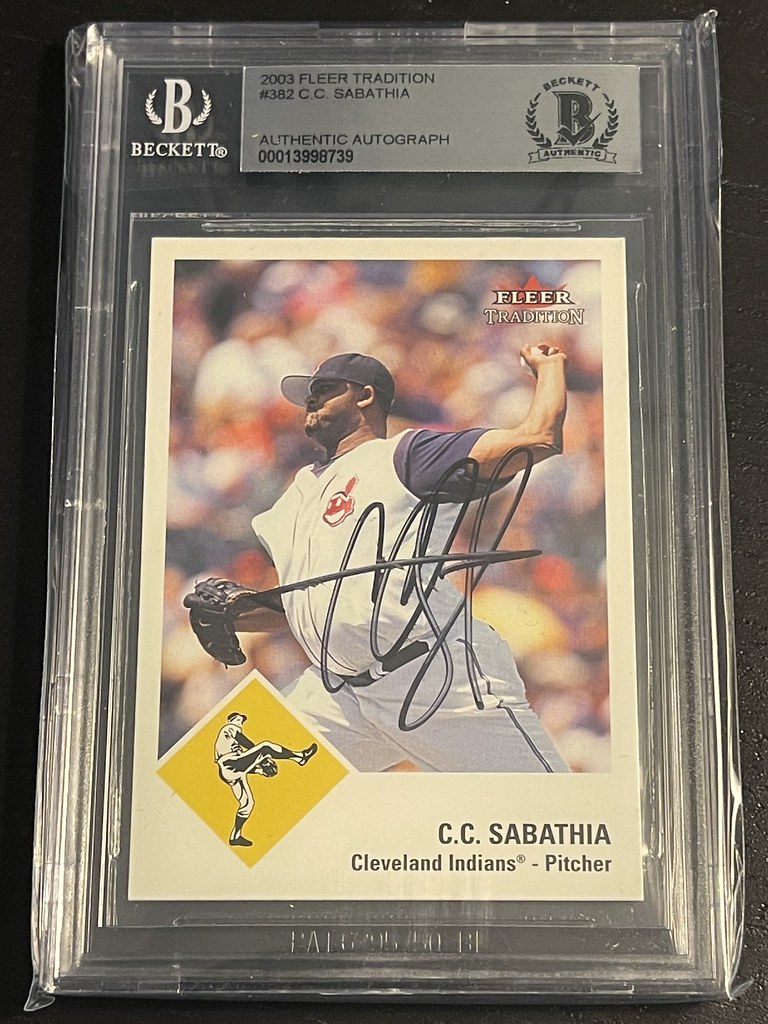 B
BECKETT®
2003 FLEER TRADITION
#382 C.C. SABATHIA
AUTHENTIC AUTOGRAPH
00013998739
BECKETT
B
AUTHENTIC
FLEER
TRADITION
C.C. SABATHIA
Cleveland Indians® - Pitcher